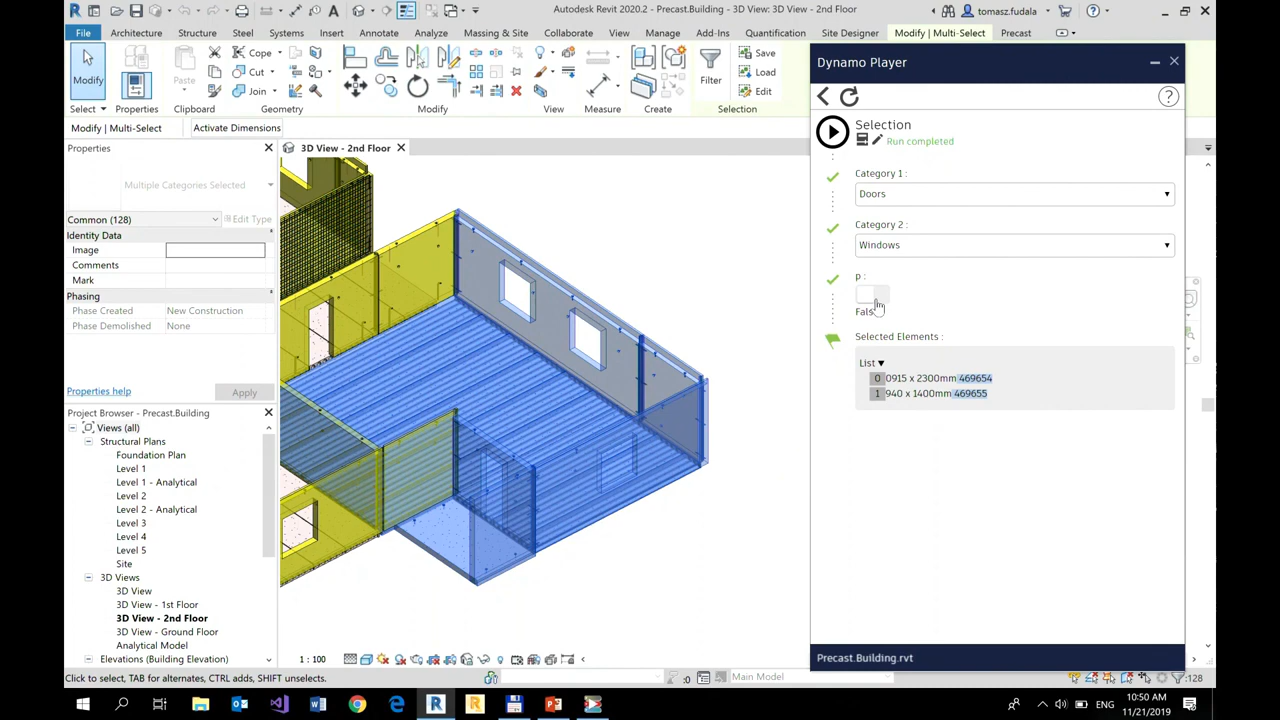 Autodesk Revit 2020.2 - Precast.Building - 3D View: 3D View - 2nd Floor
tomasz.fudala
File
Architecture
Structure
Steel
Systems
Insert
Annotate
Analyze
Massing & Site
Collaborate
View
Manage
Add-Ins
Quantification
Site Designer
Modify | Multi-Select
Precast
Modify
Properties
Paste
Cope
Cut
Join
Filter
Save
Load
Edit
Select
Properties
Clipboard
Geometry
Modify
View
Measure
Create
Selection
Modify | Multi-Select
Activate Dimensions
Properties
3D View - 2nd Floor
Multiple Categories Selected
Common (128)
Edit Type
Identity Data
Image
Comments
Mark
Phasing
Phase Created New Construction
Phase Demolished None
Properties help
Apply
Project Browser - Precast.Building
Views (all)
Structural Plans
Foundation Plan
Level 1
Level 1 - Analytical
Level 2
Level 2 - Analytical
Level 3
Level 4
Level 5
Site
3D Views
3D View
3D View - 1st Floor
3D View - 2nd Floor
3D View - Ground Floor
Analytical Model
Elevations (Building Elevation)
1 : 100
Click to select, TAB for alternates, CTRL adds, SHIFT unselects.
:0
Main Model
:128
Dynamo Player
Selection
Run completed
Category 1 :
Doors
Category 2 :
Windows
p :
Fals
Selected Elements :
List
0 0915 x 2300mm 469654
1 940 x 1400mm 469655
Precast.Building.rvt
ENG
10:50 AM
11/21/2019